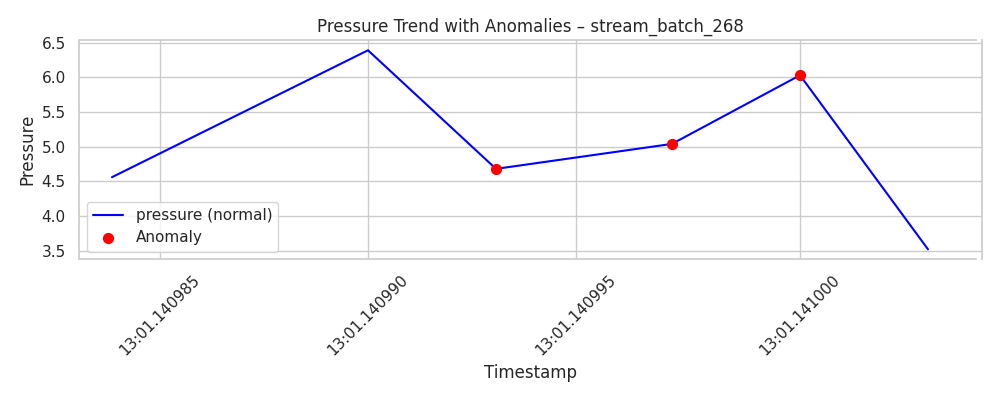 Pressure Trend with Anomalies – stream_batch_268
Pressure
6.5
6.0
5.5
5.0
4.5
4.0
3.5
pressure (normal)
Anomaly
13:01.140985
13:01.140990
13:01.140995
13:01.141000
Timestamp